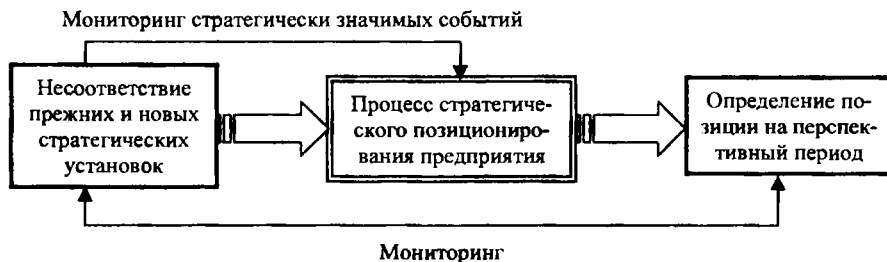 Мониторинг стратегически значимых событий
Несоответствие
прежних и новых
стратегических
установок
Процесс стратегиче-
ского позициониро-
вания предприятия
Определение по-
зиции на перспек-
тивный период
Мониторинг